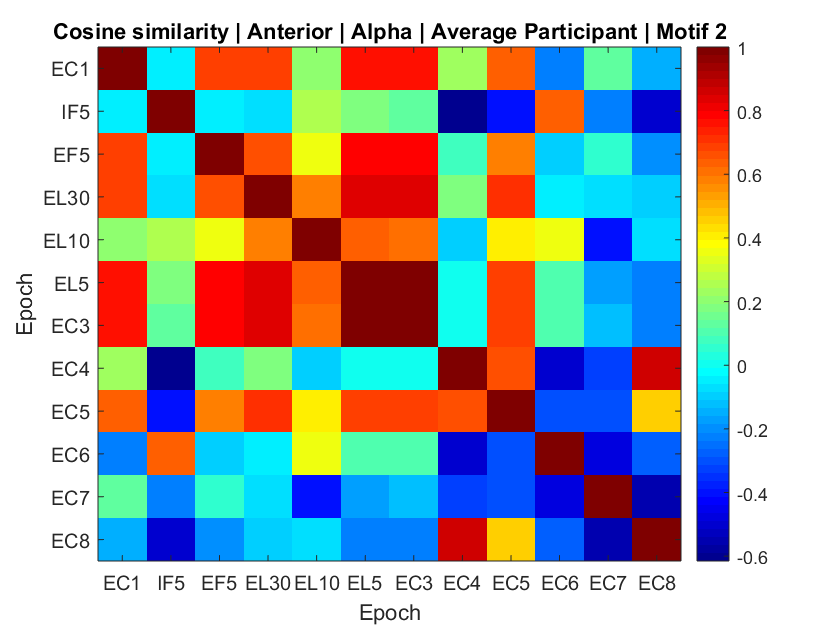 Cosine similarity | Anterior | Alpha | Average Participant | Motif 2
EC1
IF5
EF5
EL30
EL10
EL5
EC3
EC4
EC5
EC6
EC7
EC8
Epoch
EC1 IF5 EF5 EL30 EL10 EL5 EC3 EC4 EC5 EC6 EC7 EC8
Epoch
1
0.8
0.6
0.4
0.2
0
-0.2
-0.4
-0.6